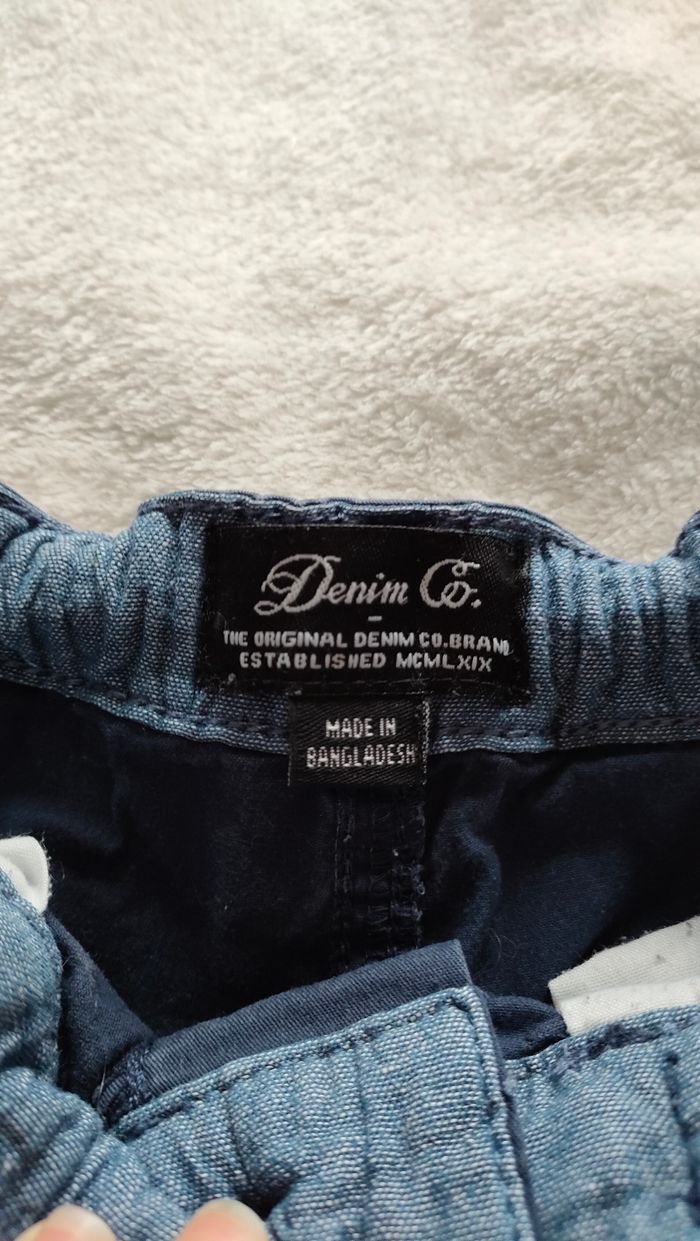 Denim Co.
-
THE ORIGINAL DENIM CO.BRAND
ESTABLISHED MCMLXIX
MADE IN
BANGLADESH